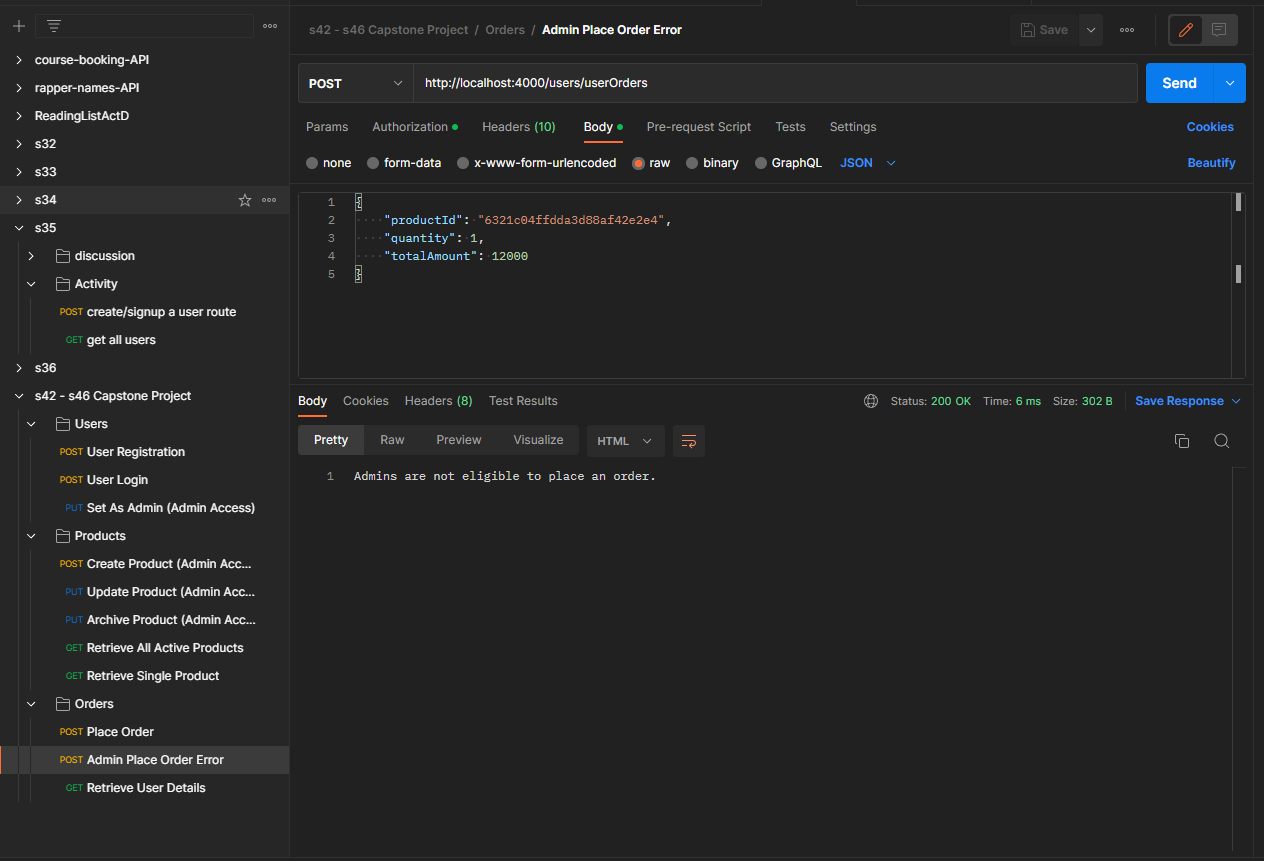 course-booking-API
rapper-names-API
ReadingListActD
s32
s33
s34
s35
discussion
Activity
POST create/signup a user route
GET get all users
s36
s42 - s46 Capstone Project
Users
POST User Registration
POST User Login
PUT Set As Admin (Admin Access)
Products
POST Create Product (Admin Acc...
PUT Update Product (Admin Acc...
PUT Archive Product (Admin Acc...
GET Retrieve All Active Products
GET Retrieve Single Product
Orders
POST Place Order
POST Admin Place Order Error
GET Retrieve User Details
s42 - s46 Capstone Project / Orders / Admin Place Order Error
Save
POST http://localhost:4000/users/userOrders Send
Params Authorization Headers (10) Body Pre-request Script Tests Settings Cookies
none form-data x-www-form-urlencoded raw binary GraphQL JSON Beautify
1 {
2 "productId": "6321c04ffdda3d88af42e2e4",
3 "quantity": 1,
4 "totalAmount": 12000
5 }
Body Cookies Headers (8) Test Results Status: 200 OK Time: 6 ms Size: 302 B Save Response
Pretty Raw Preview Visualize HTML
1 Admins are not eligible to place an order.